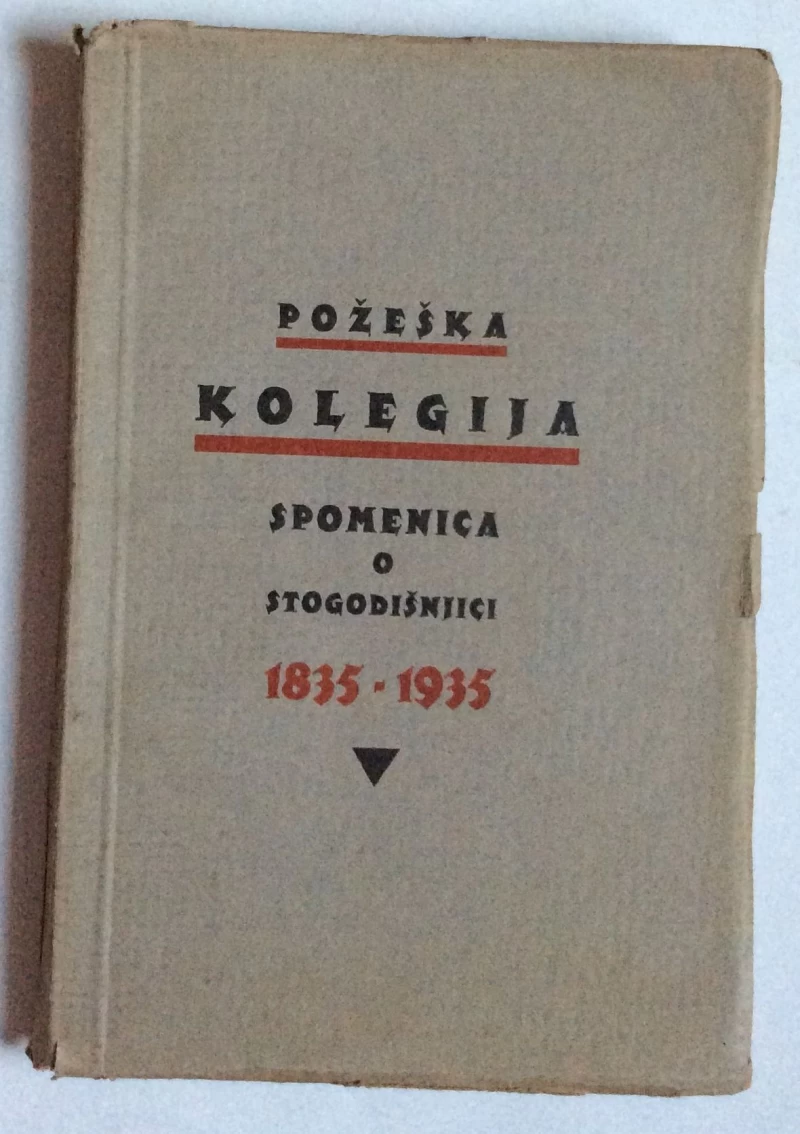 POŽEŠKA
KOLEGIJA
SPOMENICA
O
STOGODIŠNJICI
1835 · 1935